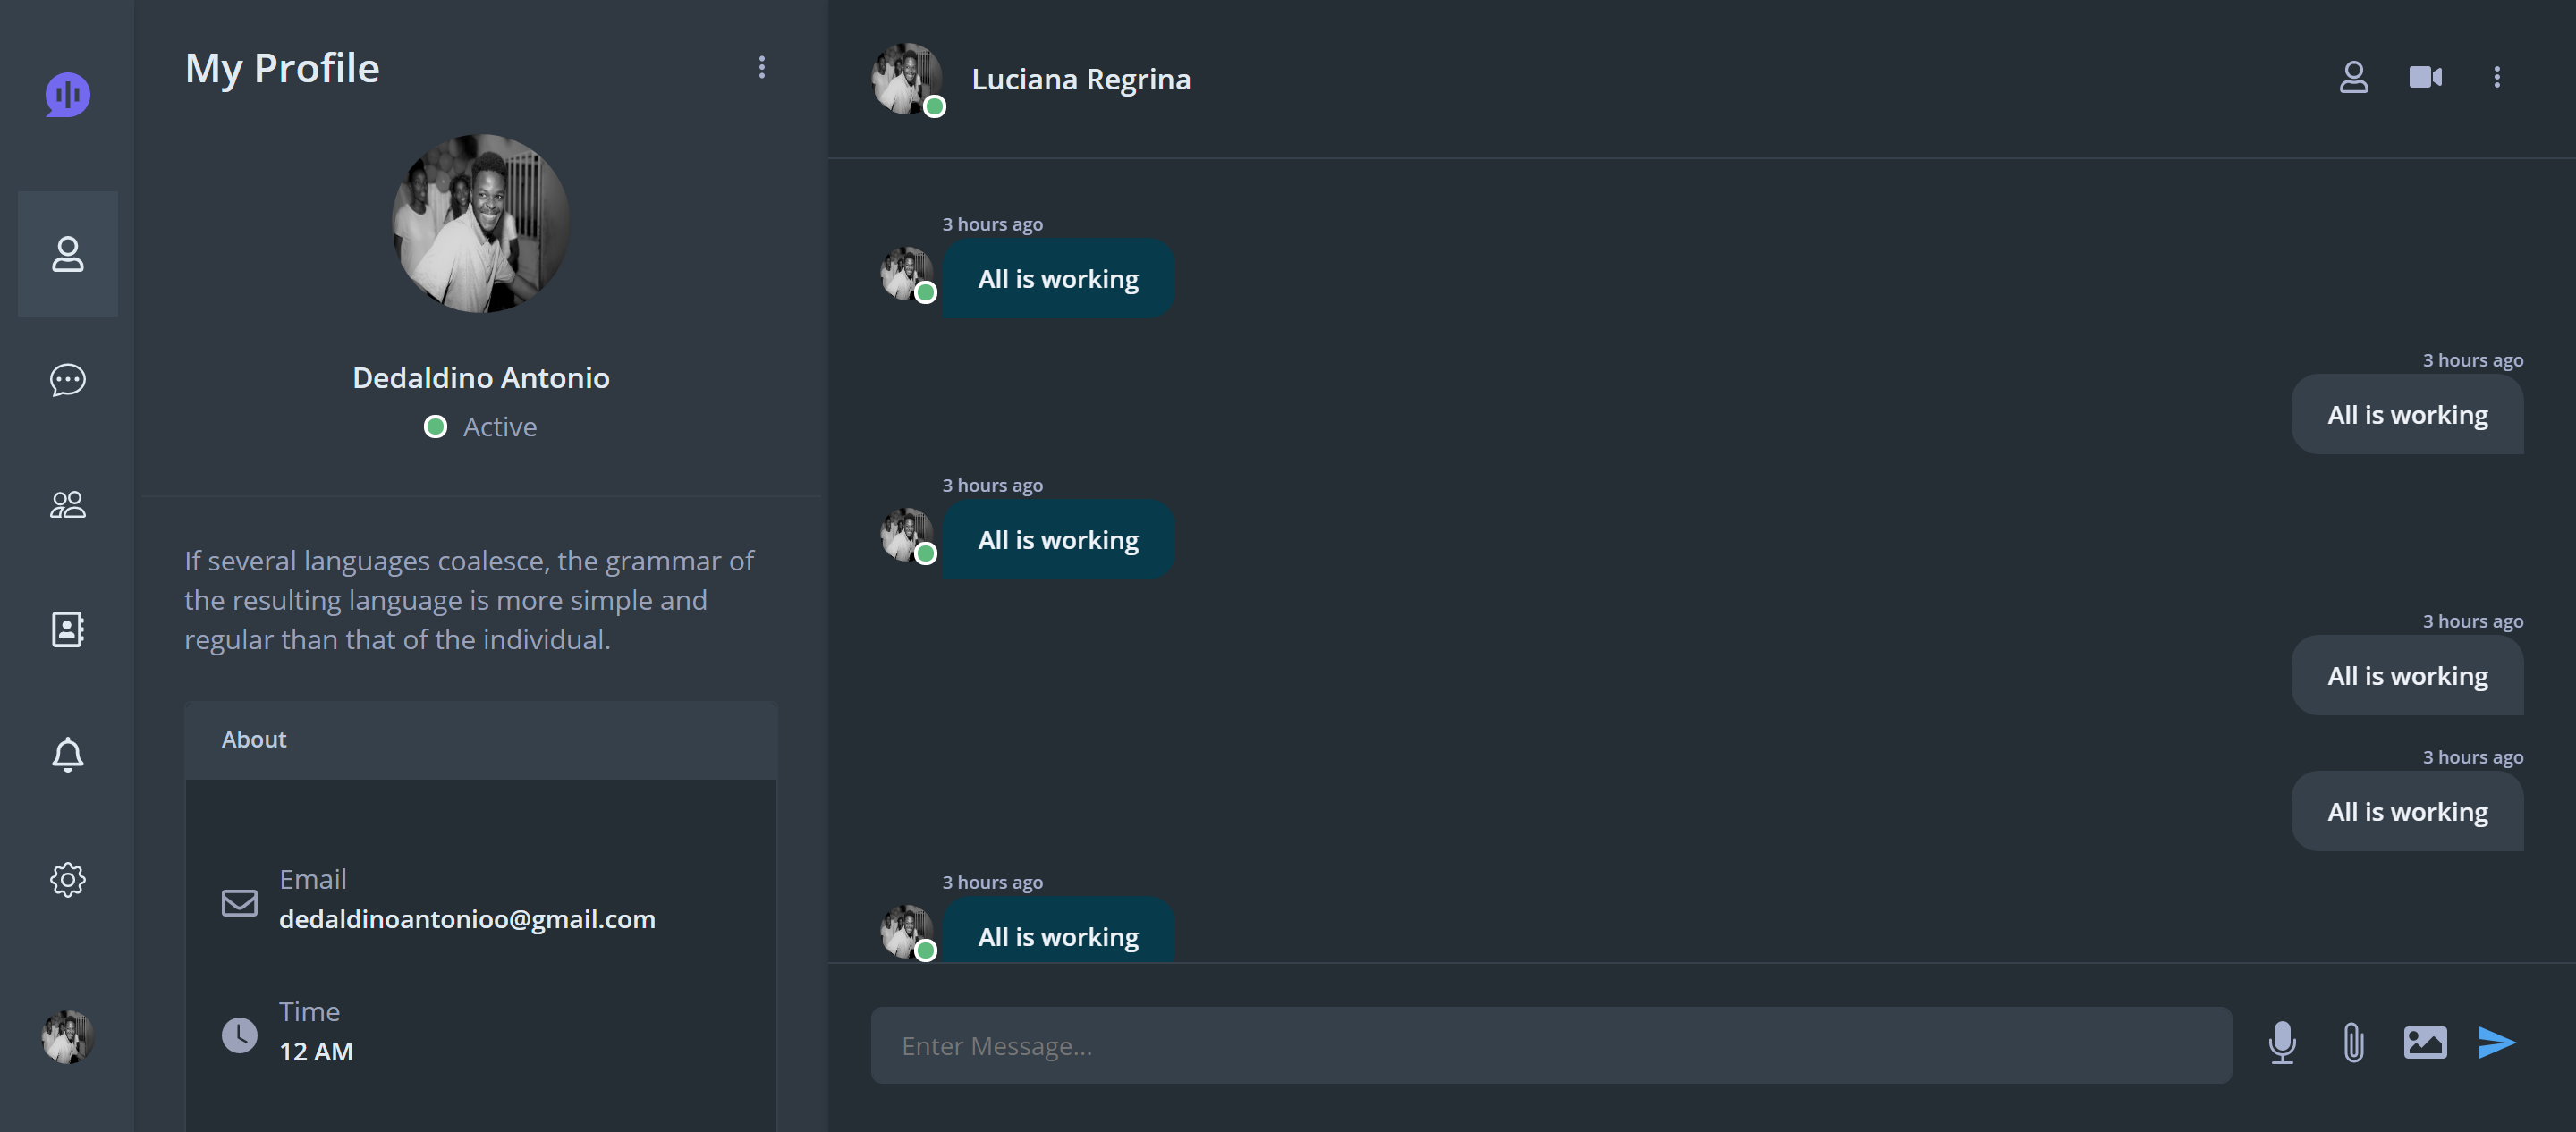 My Profile
Dedaldino Antonio
Active
If several languages coalesce, the grammar of
the resulting language is more simple and
regular than that of the individual.
About
Email
dedaldinoantonioo@gmail.com
Time
12 AM
Luciana Regrina
3 hours ago
All is working
3 hours ago
All is working
3 hours ago
All is working
3 hours ago
All is working
3 hours ago
All is working
3 hours ago
All is working
Enter Message...